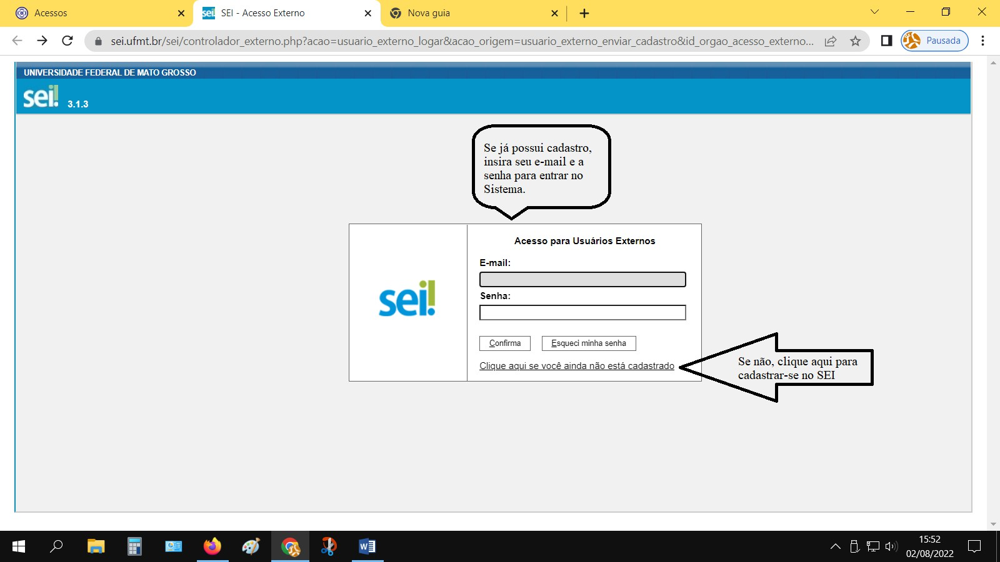 Acessos
SEI - Acesso Externo
Nova guia
sei.ufmt.br/sei/controlador_externo.php?acao=usuario_externo_logar&acao_origem=usuario_externo_enviar_cadastro&id_orgao_acesso_externo...
Pausada
UNIVERSIDADE FEDERAL DE MATO GROSSO
sei! 3.1.3
Se já possui cadastro,
insira seu e-mail e a
senha para entrar no
Sistema.
Acesso para Usuários Externos
E-mail:
sei!
Senha:
Confirma
Esqueci minha senha
Clique aqui se você ainda não está cadastrado
Se não, clique aqui para
cadastrar-se no SEI
15:52
02/08/2022